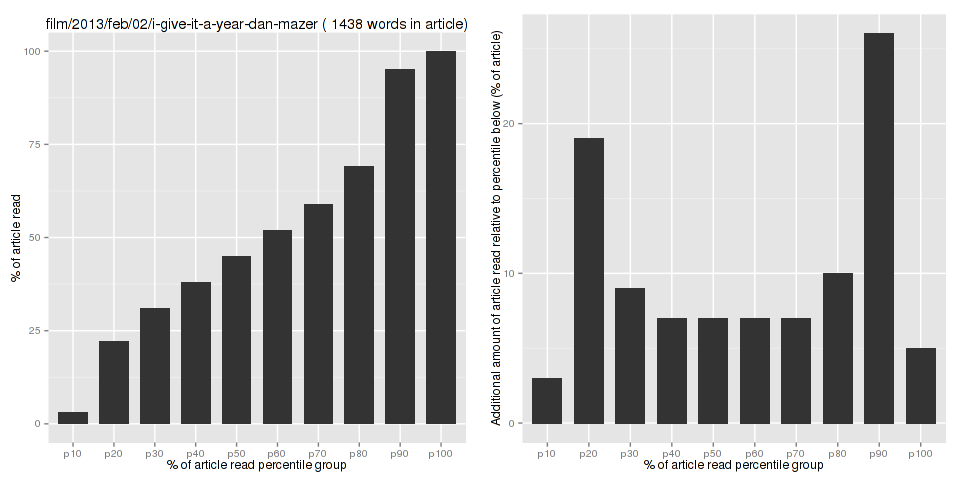 film/2013/feb/02/i-give-it-a-year-dan-mazer ( 1438 words in article)
% of article read
100
75
50
25
0
p10 p20 p30 p40 p50 p60 p70 p80 p90 p100
% of article read percentile group
Additional amount of article read relative to percentile below (% of article)
20
10
0
p10 p20 p30 p40 p50 p60 p70 p80 p90 p100
% of article read percentile group